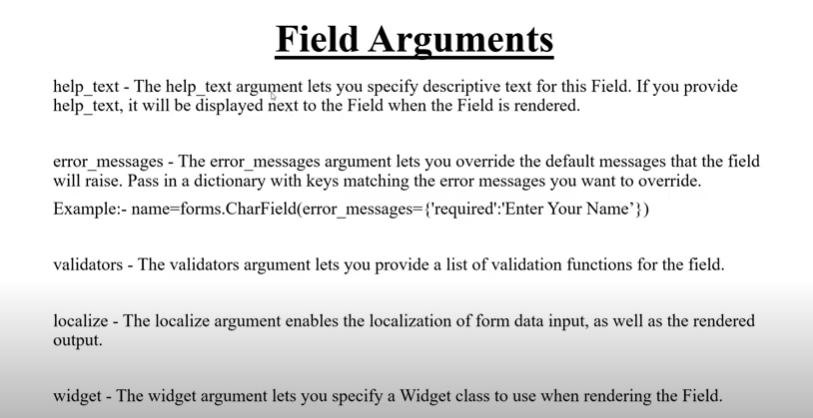 Field Arguments
help_text - The help_text argument lets you specify descriptive text for this Field. If you provide
help_text, it will be displayed next to the Field when the Field is rendered.
error_messages - The error_messages argument lets you override the default messages that the field
will raise. Pass in a dictionary with keys matching the error messages you want to override.
Example:- name=forms.CharField(error_messages={'required':'Enter Your Name’})
validators - The validators argument lets you provide a list of validation functions for the field.
localize - The localize argument enables the localization of form data input, as well as the rendered
output.
widget - The widget argument lets you specify a Widget class to use when rendering the Field.